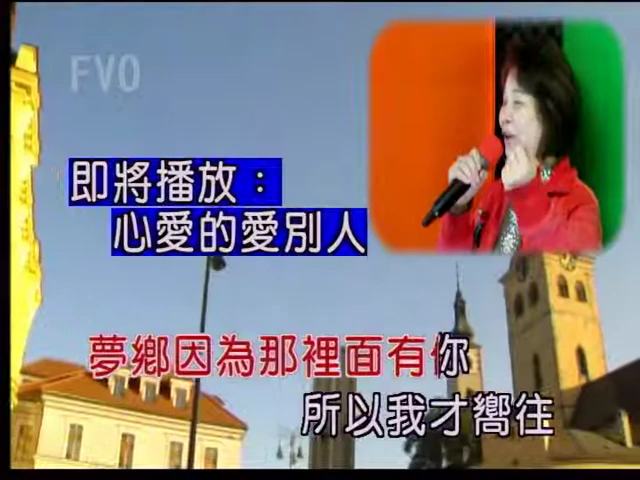 FVO
即將播放：
心愛的愛別人
夢鄉因為那裡面有你
所以我才嚮往